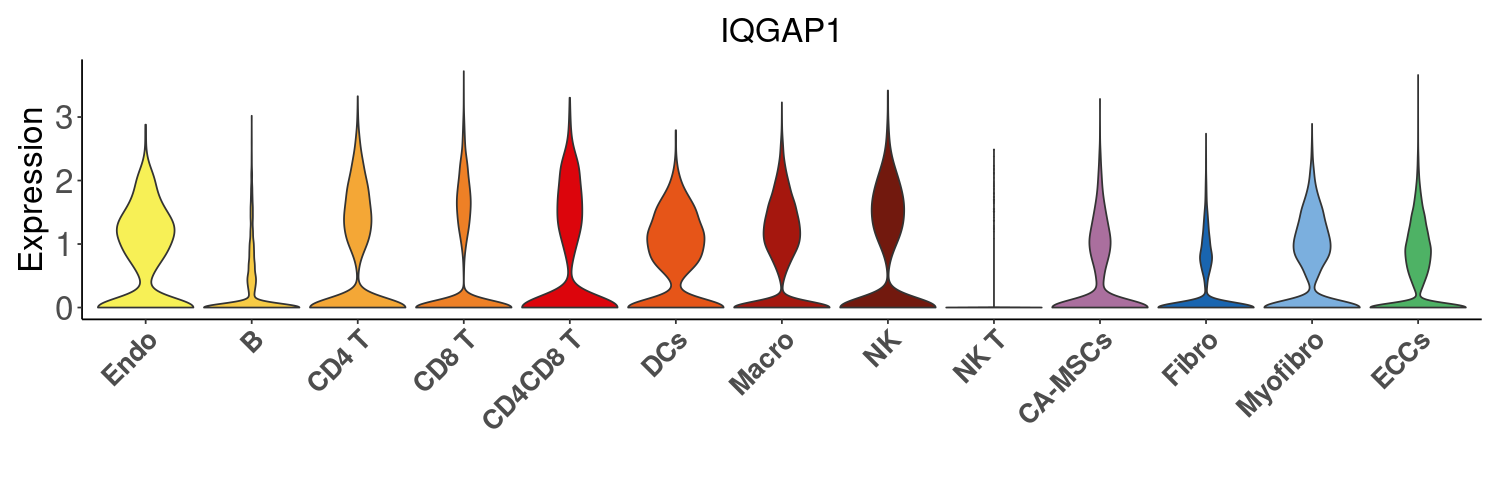 IQGAP1
Expression
3
2
1
0
Endo
B
CD4 T
CD8 T
CD4CD8 T
DCs
Macro
NK
NK T
CA-MSCs
Fibro
Myofibro
ECCs